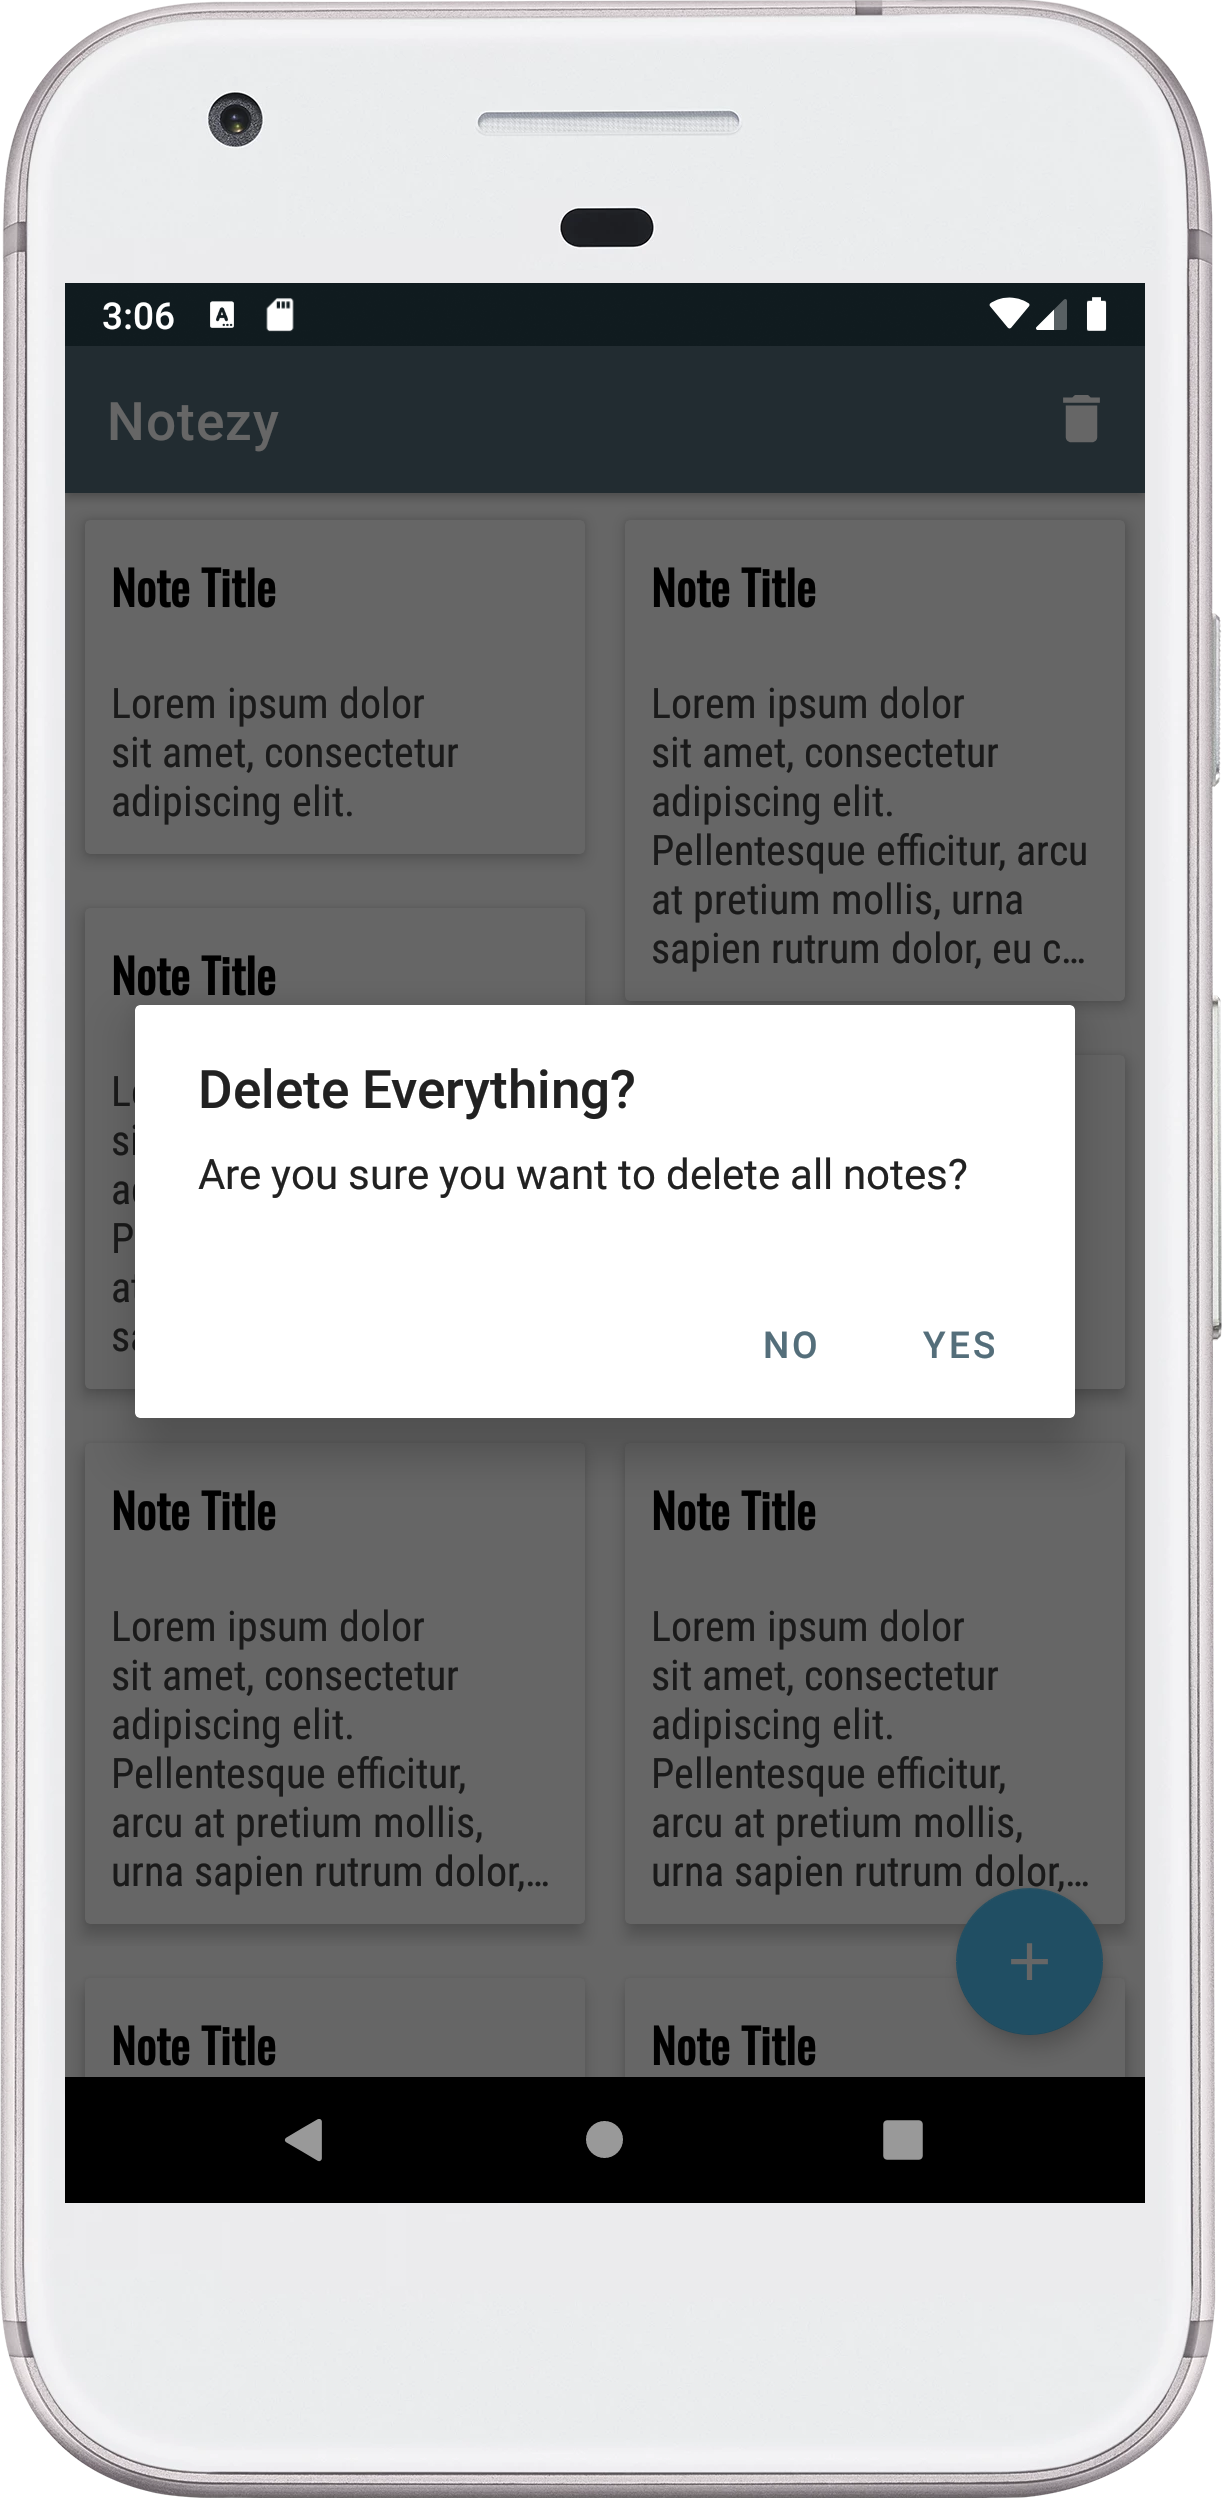 3:06
Notezy
Note Title
Lorem ipsum dolor
sit amet, consectetur
adipiscing elit.
Note Title
Lorem ipsum dolor
sit amet, consectetur
adipiscing elit.
Pellentesque efficitur, arcu
at pretium mollis, urna
sapien rutrum dolor, eu c...
Note Title
Delete Everything?
Are you sure you want to delete all notes?
NO YES
Note Title
Lorem ipsum dolor
sit amet, consectetur
adipiscing elit.
Pellentesque efficitur,
arcu at pretium mollis,
urna sapien rutrum dolor,...
Note Title
Lorem ipsum dolor
sit amet, consectetur
adipiscing elit.
Pellentesque efficitur,
arcu at pretium mollis,
urna sapien rutrum dolor,...
Note Title
Note Title